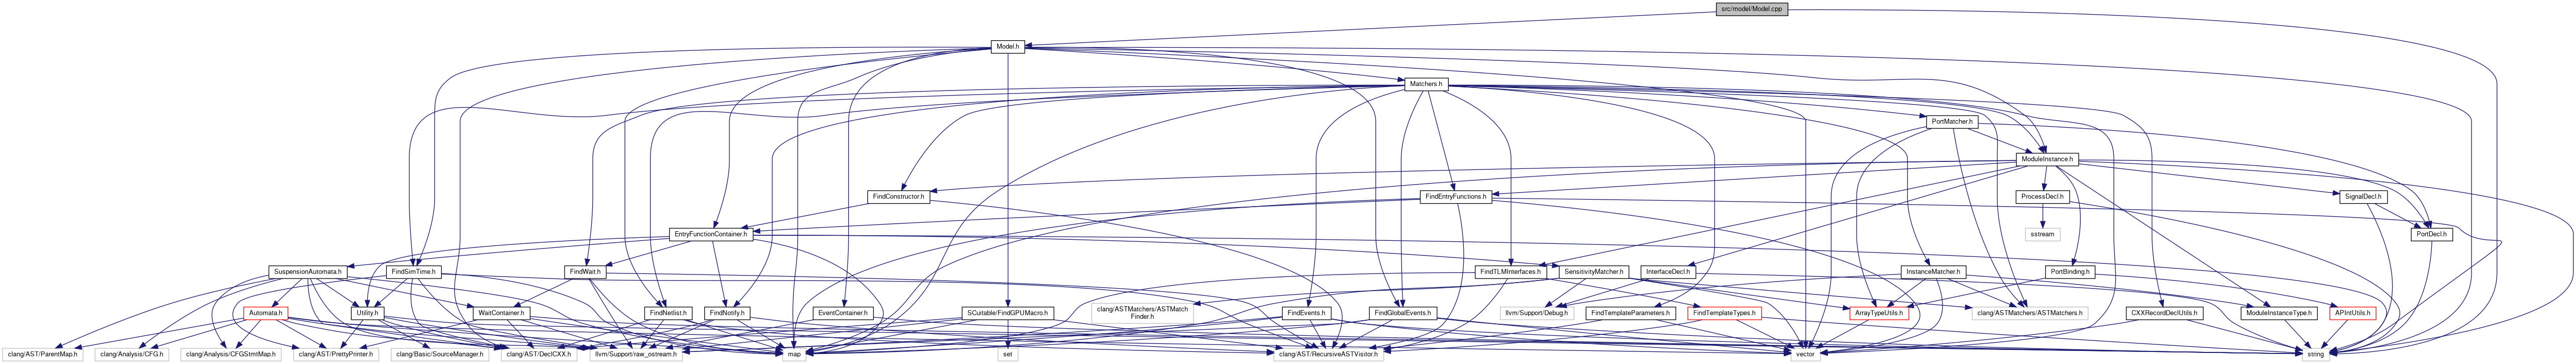 src/model/Model.cpp
Model.h
Matchers.h
PortMatcher.h
ModuleInstance.h
FindConstructor.h
FindEntryFunctions.h
ProcessDecl.h
SignalDecl.h
EntryFunctionContainer.h
sstream
PortDecl.h
SuspensionAutomata.h
FindSimTime.h
FindWait.h
FindTLMInterfaces.h
SensitivityMatcher.h
InterfaceDecl.h
InstanceMatcher.h
PortBinding.h
Automata.h
Utility.h
WaitContainer.h
FindNetlist.h
FindNotify.h
EventContainer.h
SCutable/FindGPUMacro.h
clang/ASTMatchers/ASTMatch
Finder.h
FindEvents.h
FindGlobalEvents.h
llvm/Support/Debug.h
FindTemplateParameters.h
FindTemplateTypes.h
ArrayTypeUtils.h
clang/ASTMatchers/ASTMatchers.h
CXXRecordDeclUtils.h
ModuleInstanceType.h
APIntUtils.h
clang/AST/ParentMap.h
clang/Analysis/CFG.h
clang/Analysis/CFGStmtMap.h
clang/AST/PrettyPrinter.h
clang/Basic/SourceManager.h
clang/AST/DeclCXX.h
llvm/Support/raw_ostream.h
map
set
clang/AST/RecursiveASTVisitor.h
vector
string